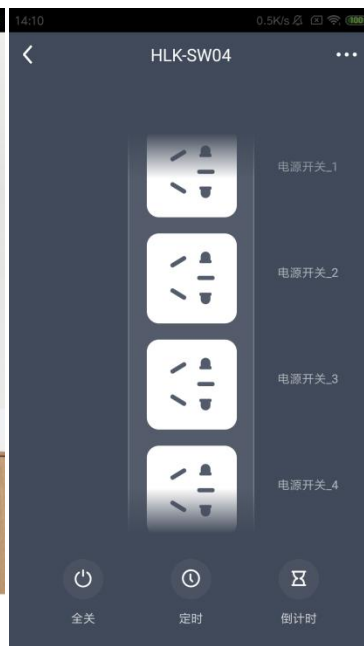 14:10 0.5K/s 100
HLK-SW04
电源开关_1
电源开关_2
电源开关_3
电源开关_4
全关 定时 倒计时